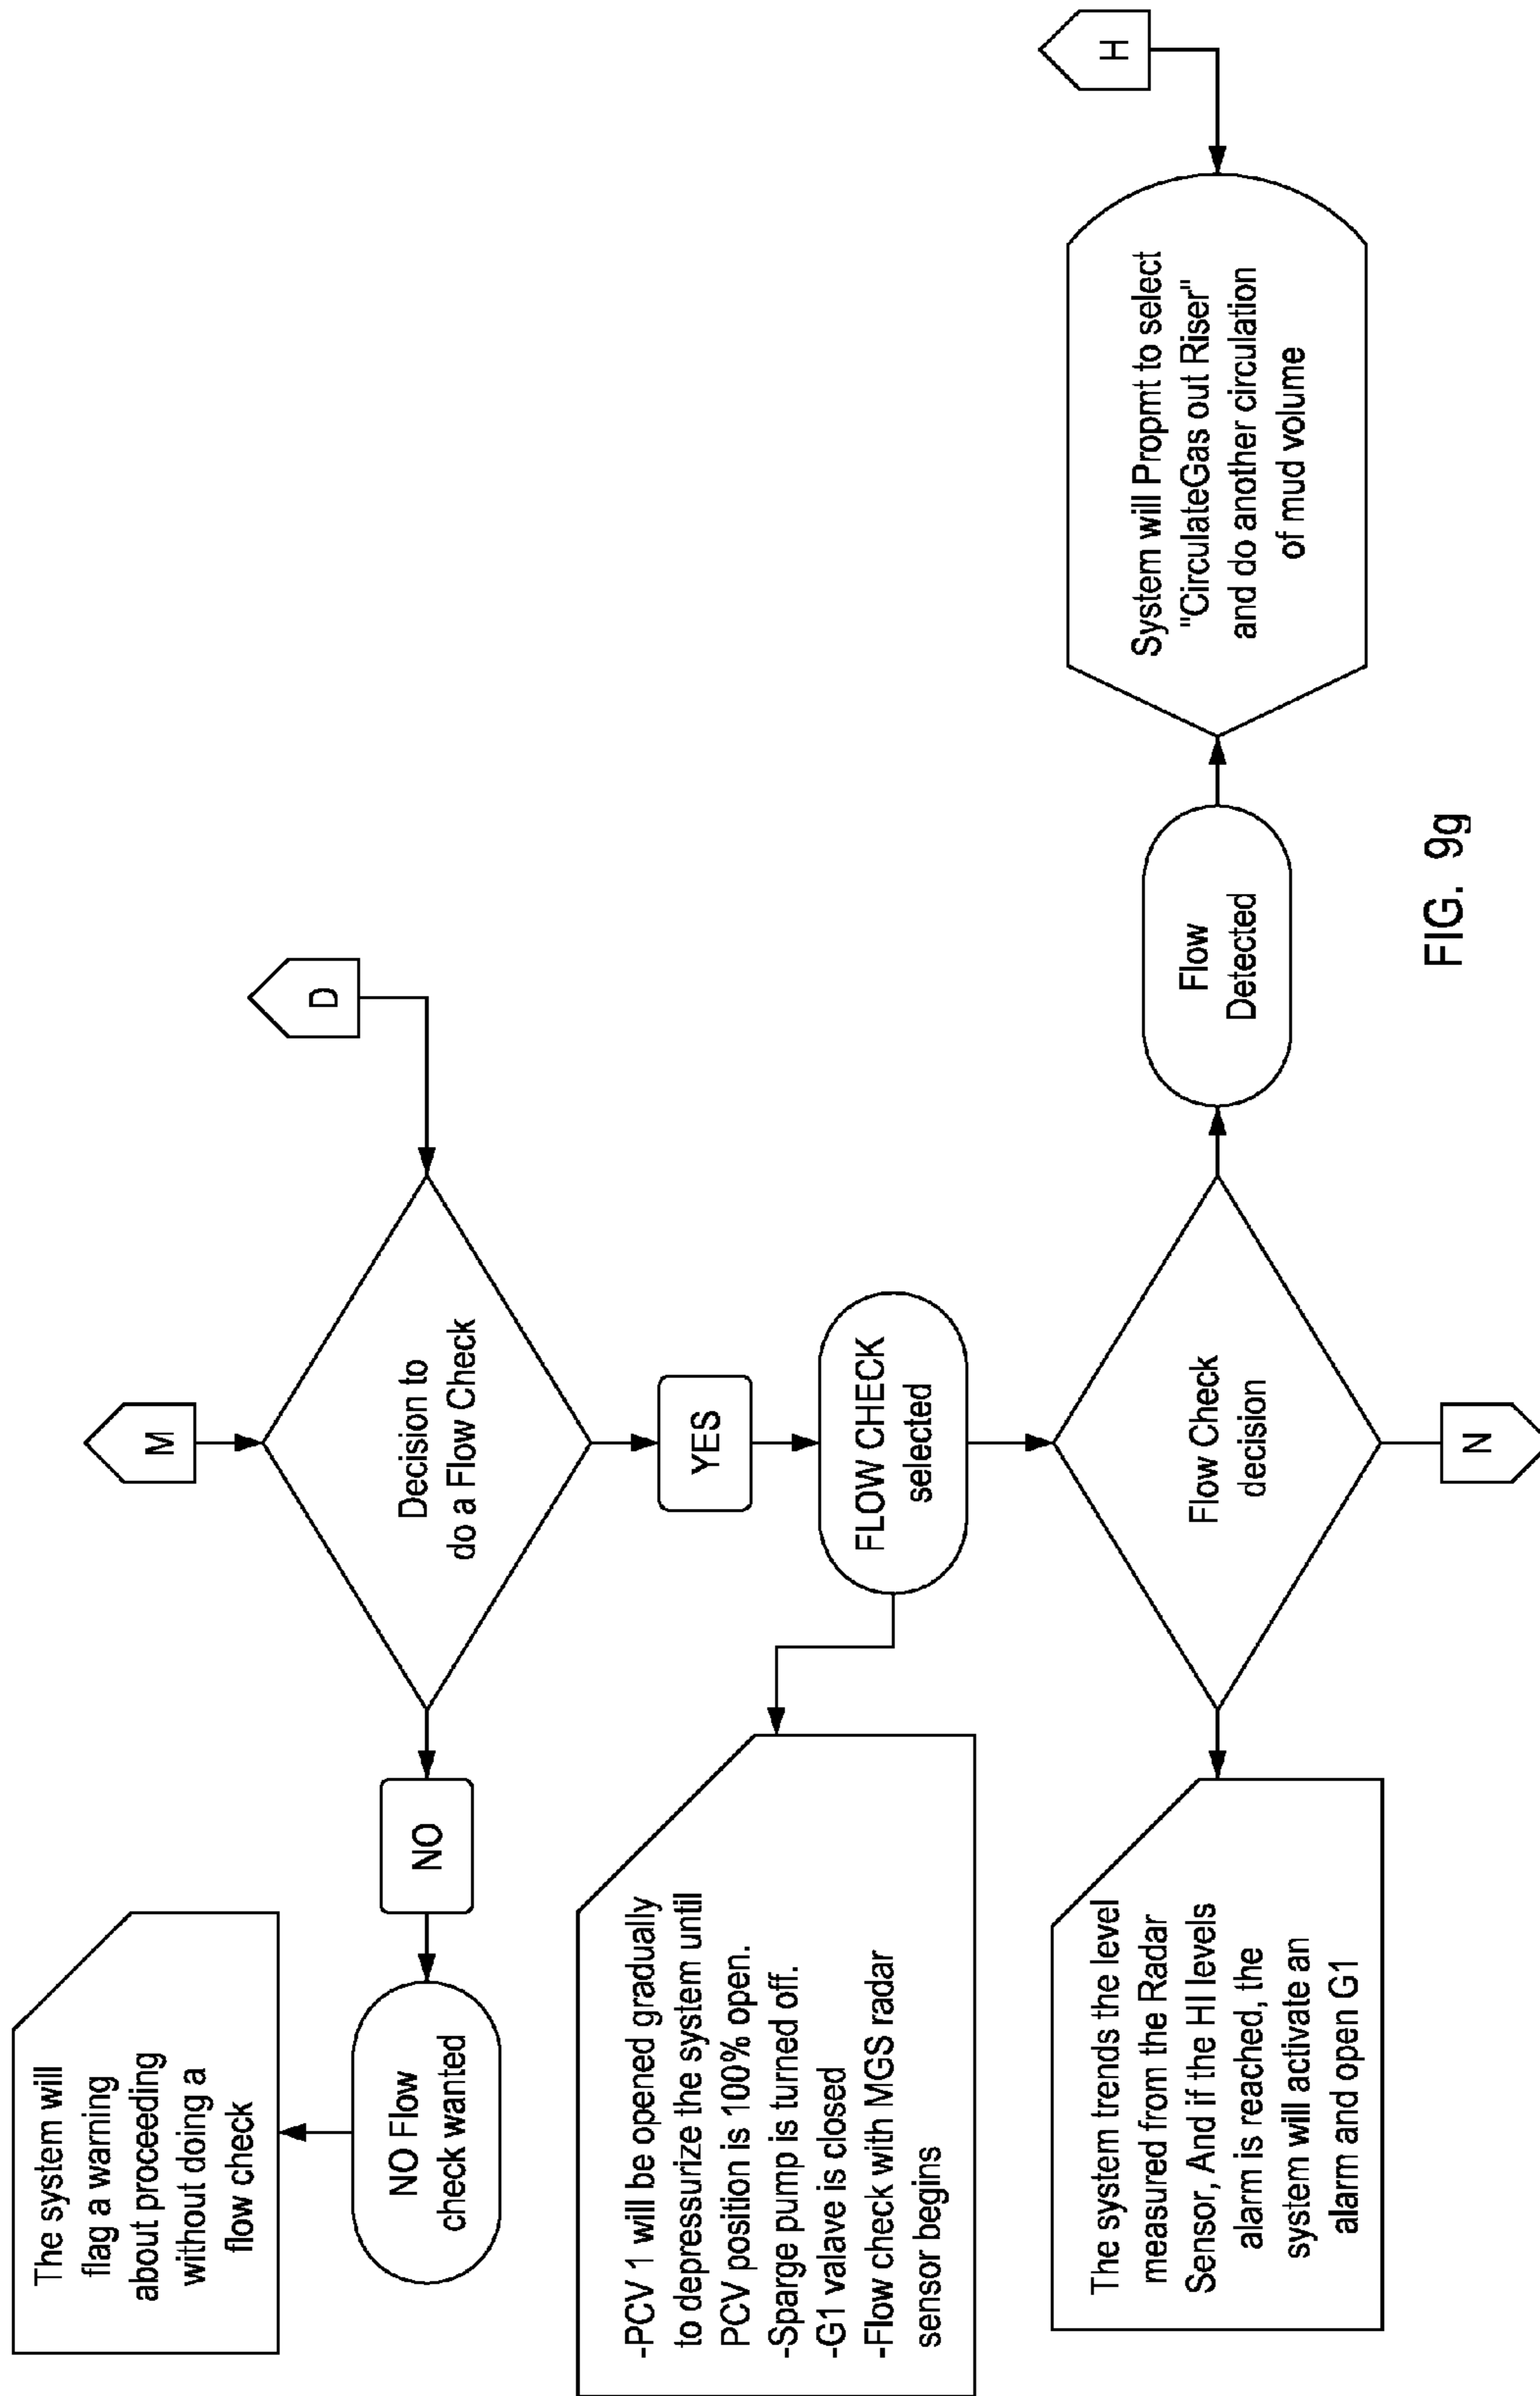 M
D
Decision to
do a Flow Check
NO
NO Flow
check wanted
The system will
flag a warning
about proceeding
without doing a
flow check
YES
FLOW CHECK
selected
-PCV 1 will be opened gradually
to depressurize the system until
PCV position is 100% open.
-Sparge pump is turned off.
-G1 valave is closed
-Flow check with MGS radar
sensor begins
Flow Check
decision
The system trends the level
measured from the Radar
Sensor, And if the HI levels
alarm is reached, the
system will activate an
alarm and open G1
Flow
Detected
System will Propmt to select
"CirculateGas out Riser"
and do another circulation
of mud volume
H
N
FIG. 9g